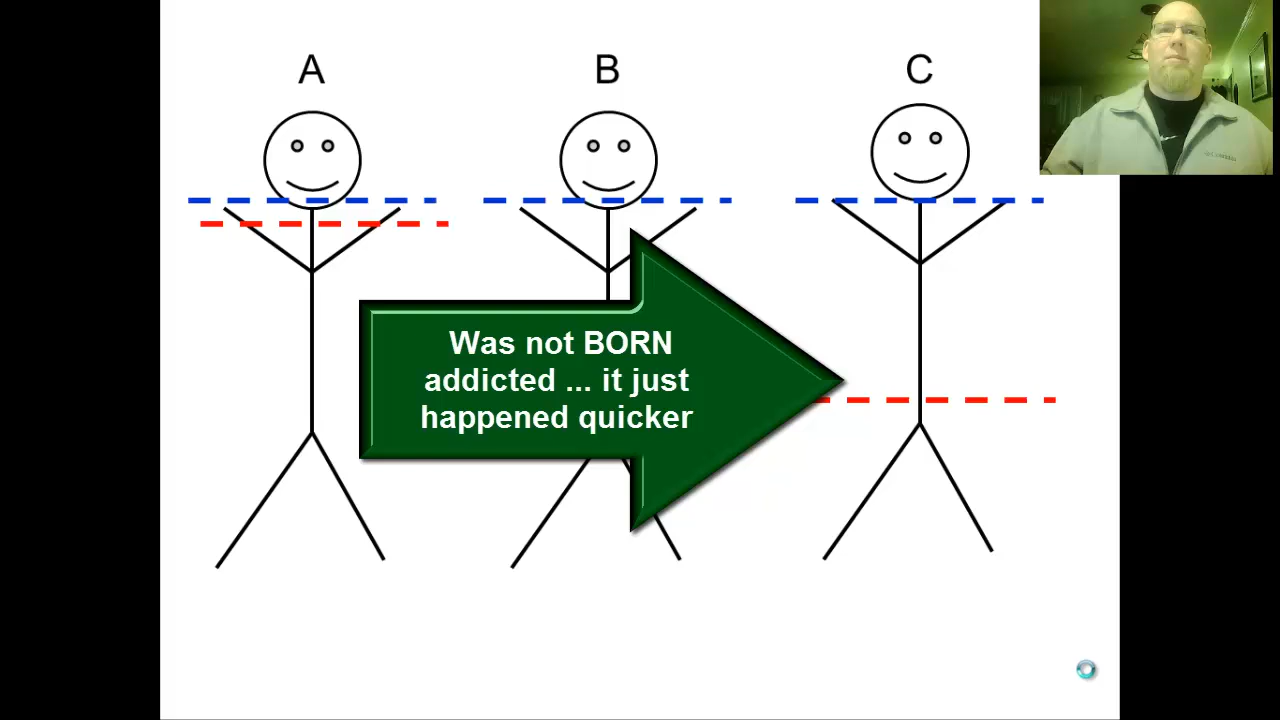 A
B
C
Was not BORN
addicted ... it just
happened quicker